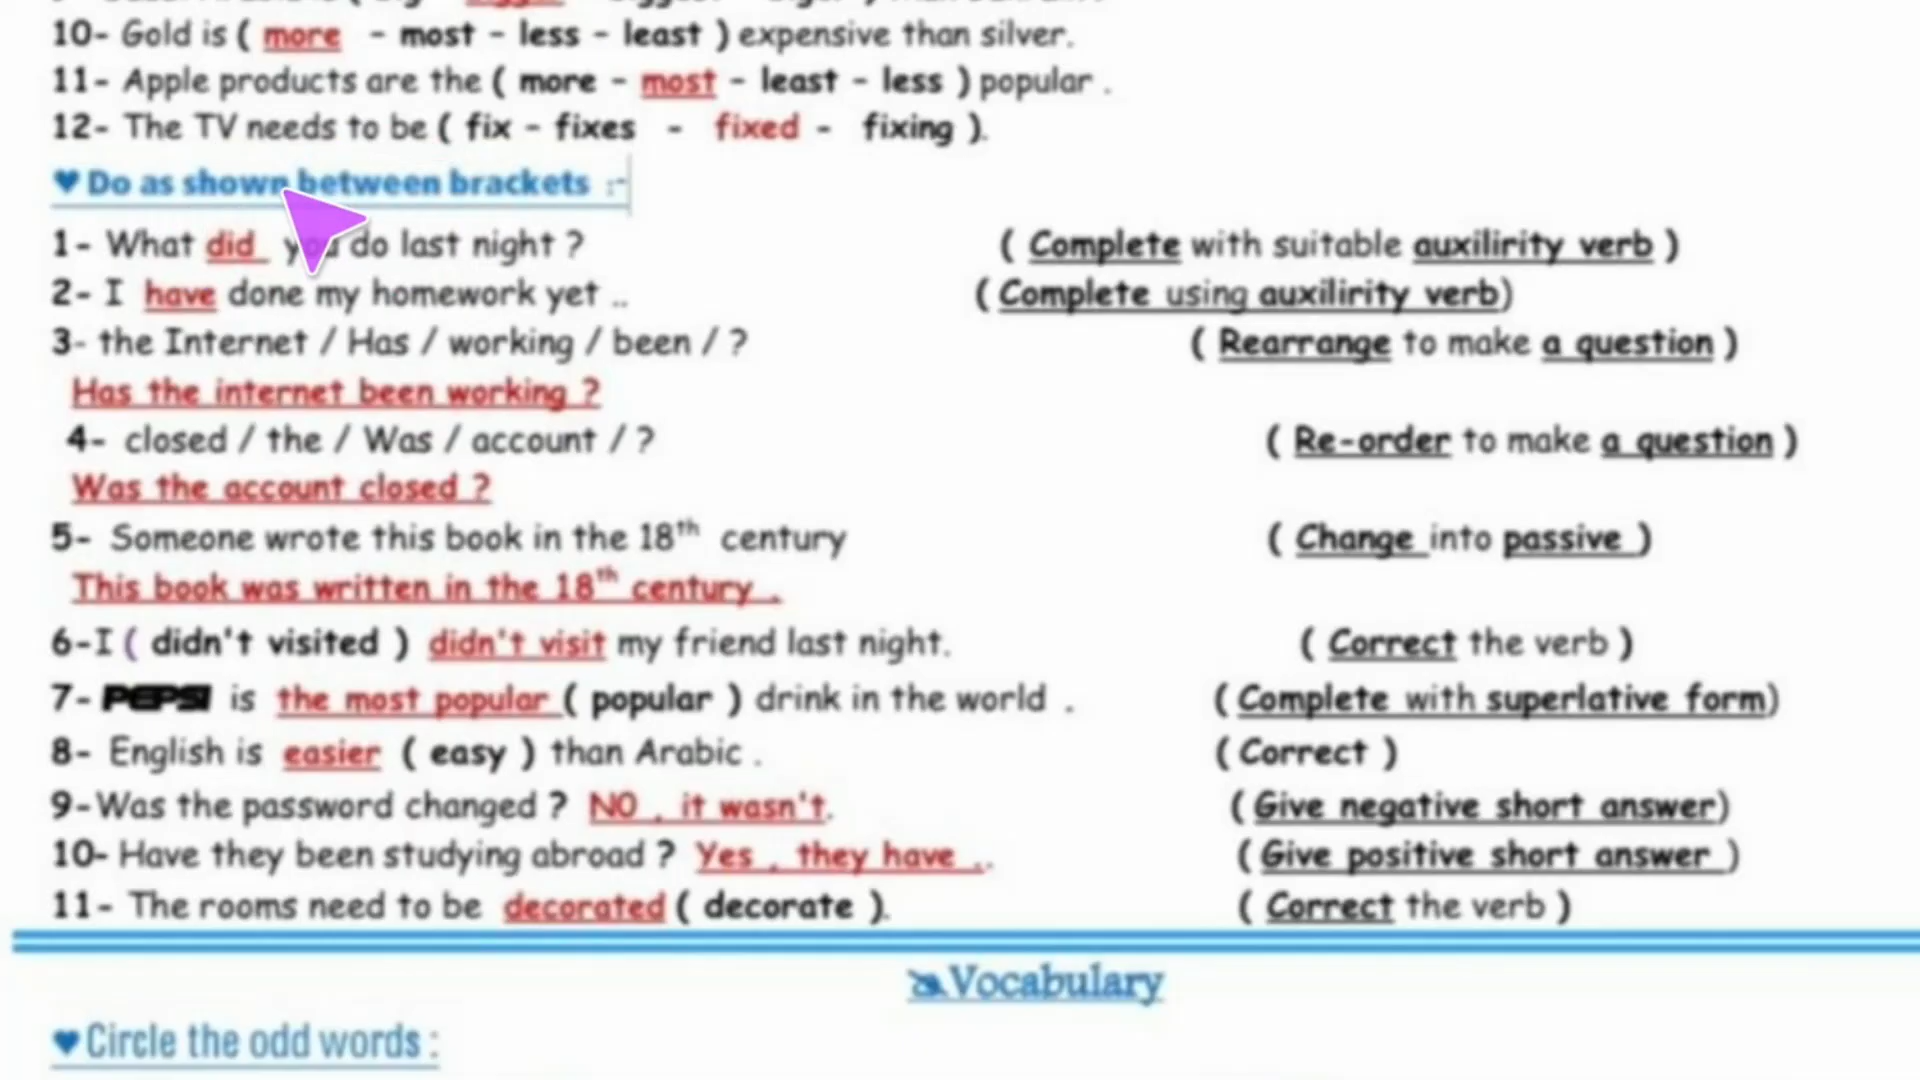 10- Gold is ( more - most - less - least ) expensive than silver.
11- Apple products are the ( more - most - least - less ) popular .
12- The TV needs to be ( fix - fixes - fixed - fixing ).
♥ Do as shown between brackets :-
1- What did you do last night ? ( Complete with suitable auxilirity verb )
2- I have done my homework yet .. ( Complete using auxilirity verb)
3- the Internet / Has / working / been / ? ( Rearrange to make a question )
Has the internet been working ?
4- closed / the / Was / account / ? ( Re-order to make a question )
Was the account closed ?
5- Someone wrote this book in the 18th century ( Change into passive )
This book was written in the 18th century .
6-I ( didn't visited ) didn't visit my friend last night. ( Correct the verb )
7- PEPSI is the most popular ( popular ) drink in the world . ( Complete with superlative form)
8- English is easier ( easy ) than Arabic . ( Correct )
9-Was the password changed ? NO , it wasn't. ( Give negative short answer)
10- Have they been studying abroad ? Yes , they have .. ( Give positive short answer )
11- The rooms need to be decorated ( decorate ). ( Correct the verb )
Vocabulary
♥ Circle the odd words :